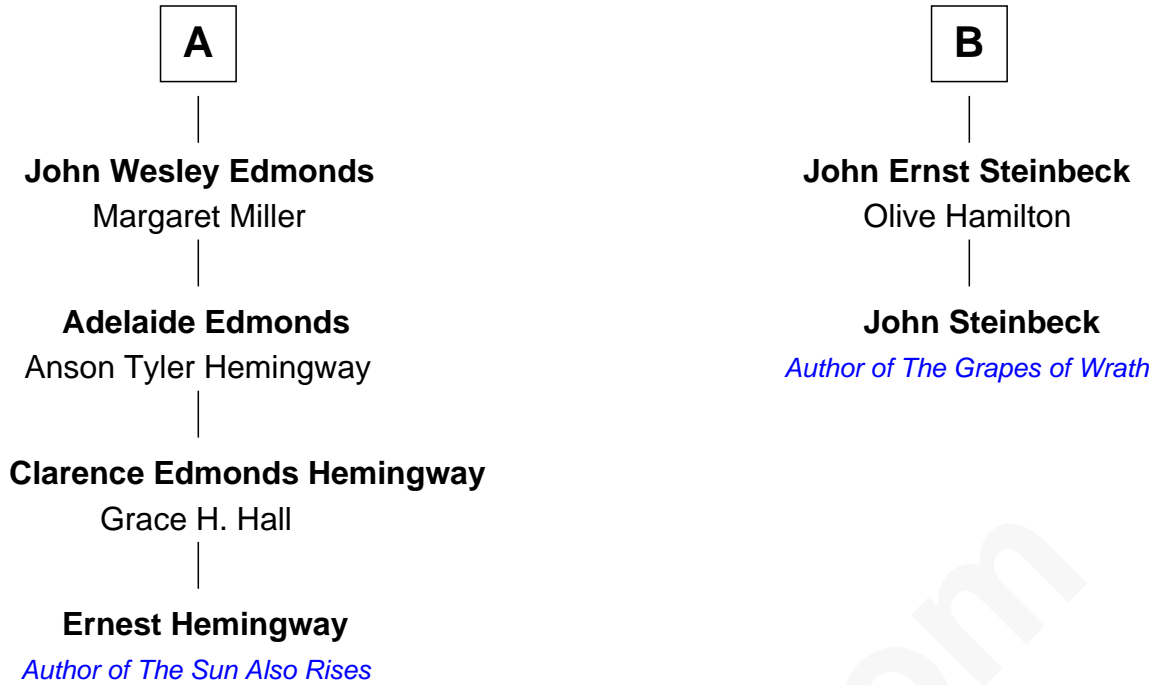 A
John Wesley Edmonds
Margaret Miller
Adelaide Edmonds
Anson Tyler Hemingway
Clarence Edmonds Hemingway
Grace H. Hall
Ernest Hemingway
Author of The Sun Also Rises
B
John Ernst Steinbeck
Olive Hamilton
John Steinbeck
Author of The Grapes of Wrath
om